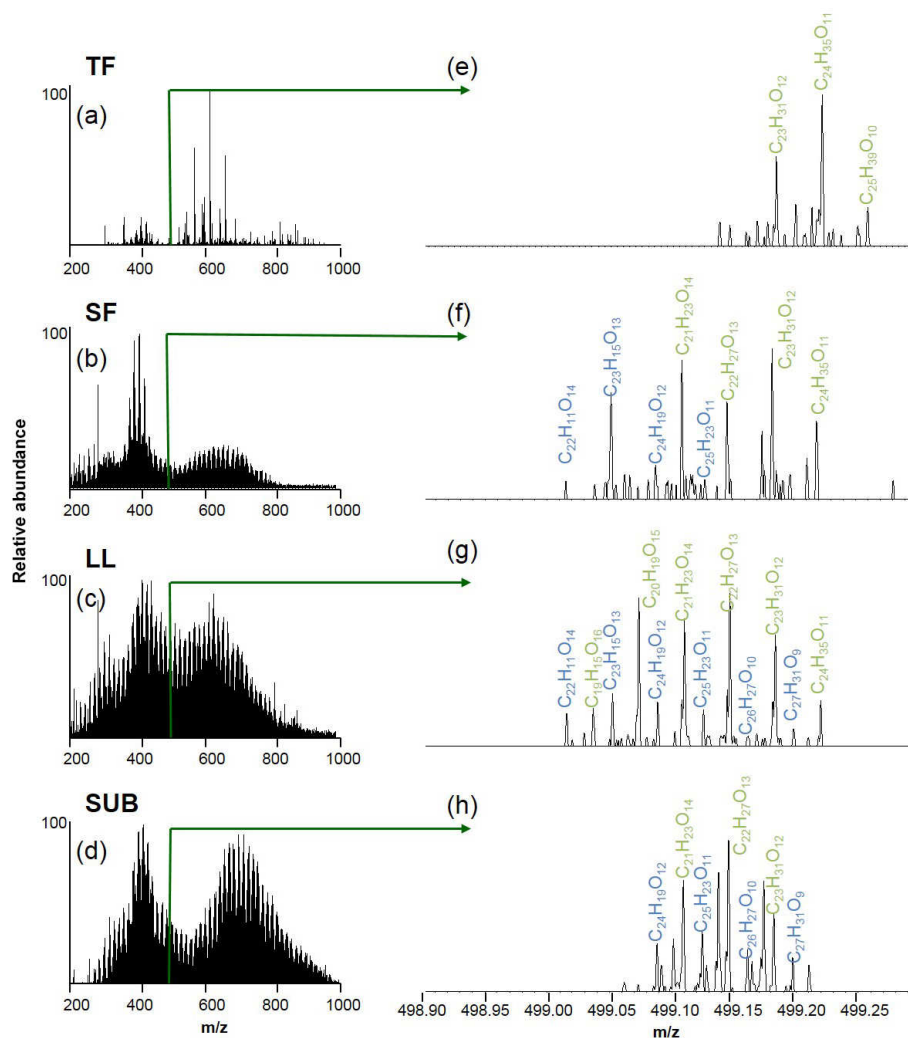 TF
(e)
100
(a)
C23H31O12
C24H35O11
C25H39O10
200 400 600 800 1000
SF
(f)
100
(b)
C22H11O14
C23H15O13
C24H19O12
C21H23O14
C25H23O11
C22H27O13
C23H31O12
C24H35O11
200 400 600 800 1000
Relative abundance
LL
(g)
100
(c)
C22H11O14
C19H15O16
C23H15O13
C20H19O15
C24H19O12
C21H23O14
C25H23O11
C22H27O13
C26H27O10
C23H31O12
C27H31O9
C24H35O11
200 400 600 800 1000
SUB
(h)
100
(d)
C24H19O12
C21H23O14
C25H23O11
C22H27O13
C26H27O10
C23H31O12
C27H31O9
200 400 600 800 1000
m/z
498.90 498.95 499.00 499.05 499.10 499.15 499.20 499.25
m/z